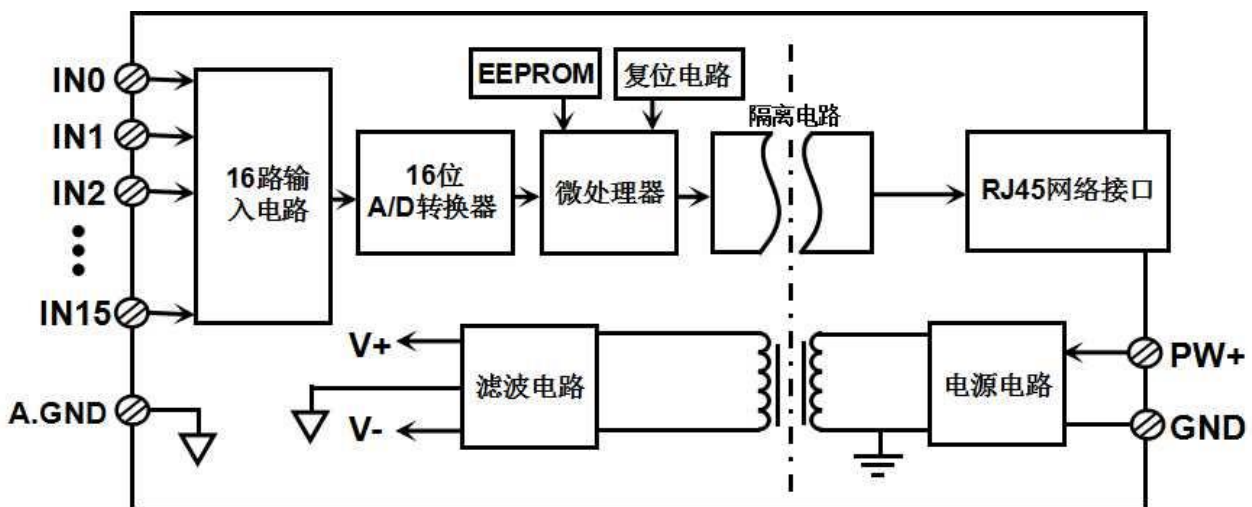 IN0
IN1
IN2
IN15
A.GND
16路输
入电路
16位
A/D转换器
EEPROM
复位电路
微处理器
隔离电路
RJ45网络接口
V+
V-
滤波电路
电源电路
PW+
GND